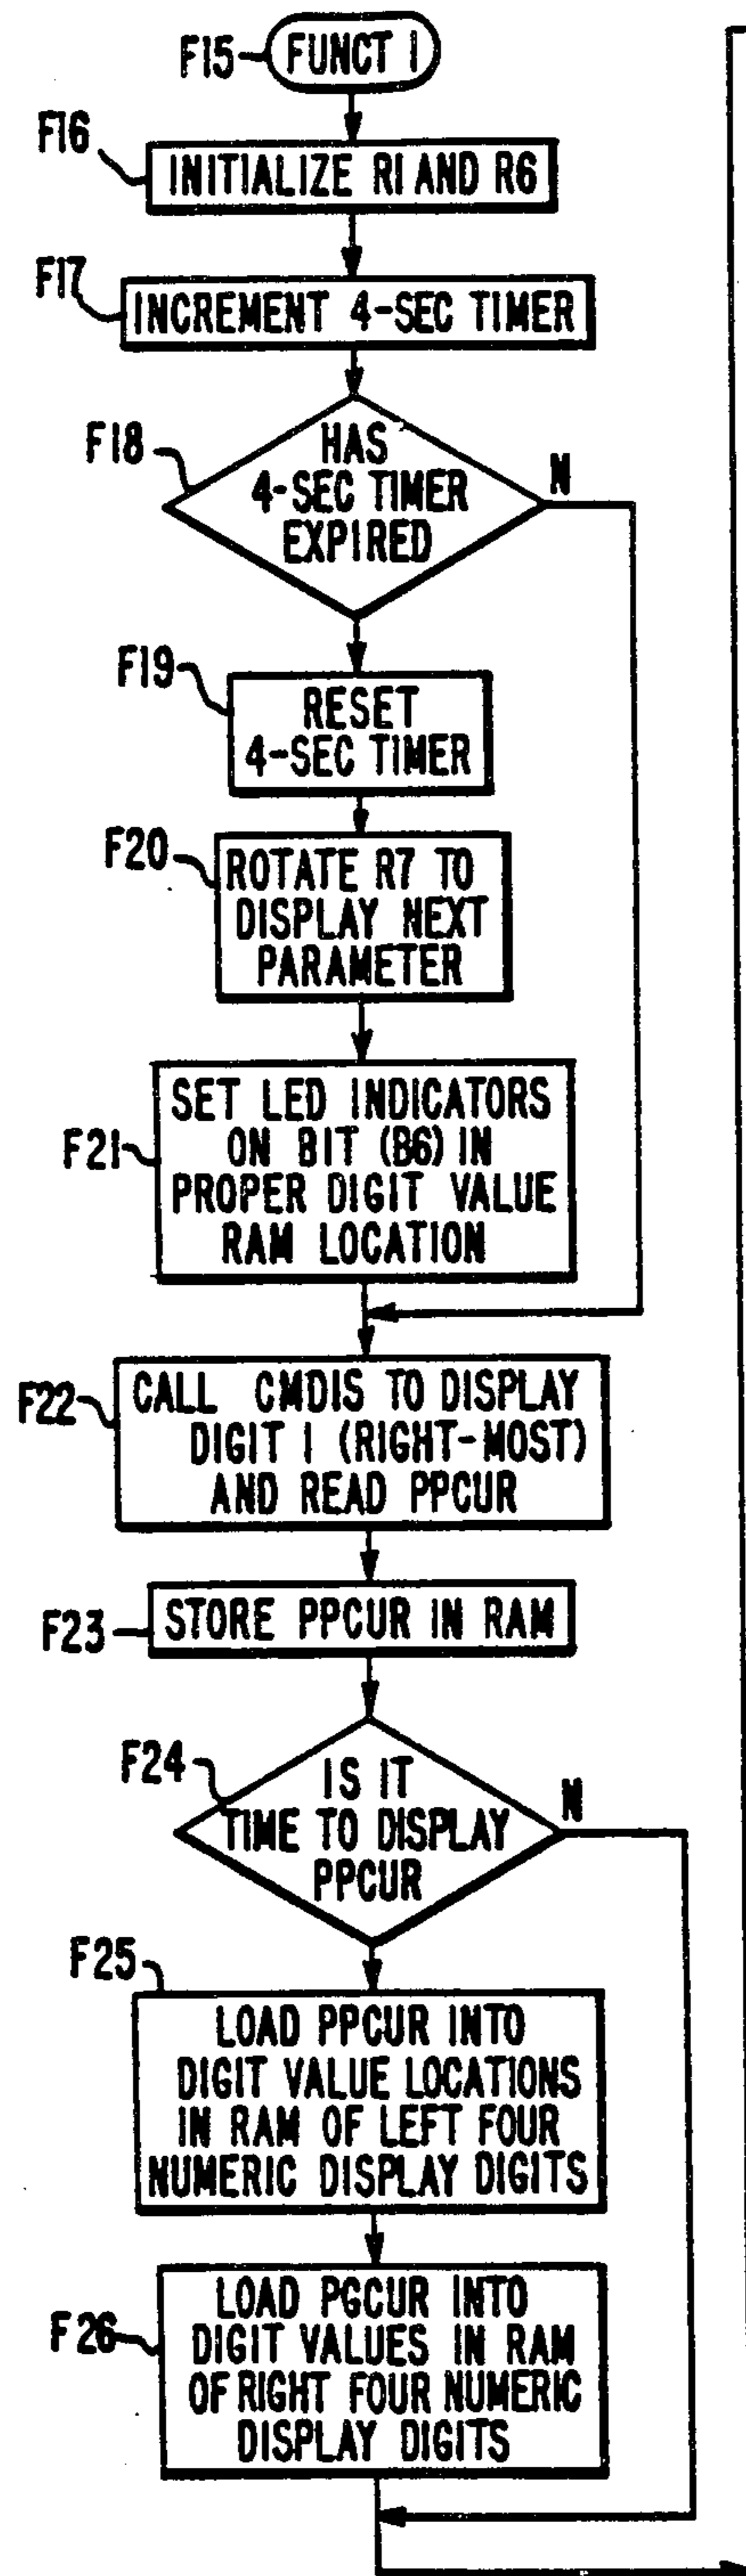 F15
FUNCT 1
F16
INITIALIZE R1 AND R6
F17
INCREMENT 4-SEC TIMER
F18
HAS
4-SEC TIMER
EXPIRED
N
F19
RESET
4-SEC TIMER
F20
ROTATE R7 TO
DISPLAY NEXT
PARAMETER
F21
SET LED INDICATORS
ON BIT (B6) IN
PROPER DIGIT VALUE
RAM LOCATION
F22
CALL CMDIS TO DISPLAY
DIGIT 1 (RIGHT-MOST)
AND READ PPCUR
F23
STORE PPCUR IN RAM
F24
IS IT
TIME TO DISPLAY
PPCUR
N
F25
LOAD PPCUR INTO
DIGIT VALUE LOCATIONS
IN RAM OF LEFT FOUR
NUMERIC DISPLAY DIGITS
F26
LOAD PGCUR INTO
DIGIT VALUES IN RAM
OF RIGHT FOUR NUMERIC
DISPLAY DIGITS